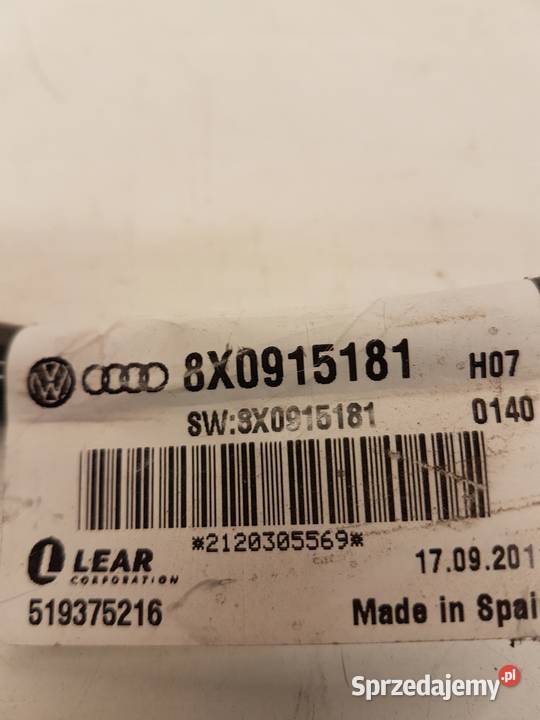 8X0915181 H07
SW:8X0915181 0140
*2120305569*
LEAR
CORPORATION
17.09.201
519375216
Made in Spai
Sprzedajemy.pl